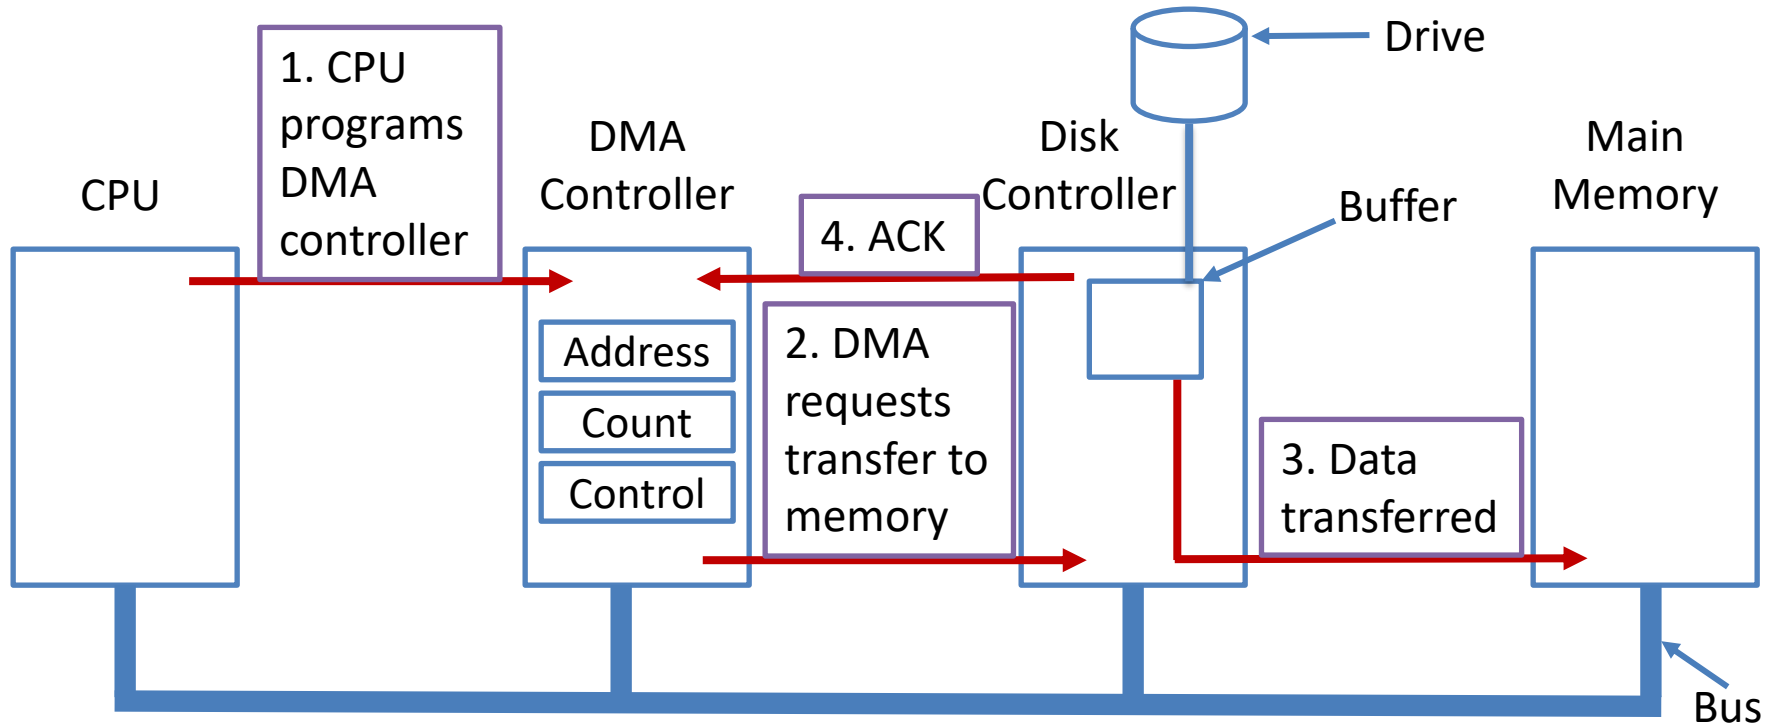 Drive
1. CPU
programs
DMA
controller
DMA
Controller
Disk
Controller
Main
Memory
CPU
Buffer
4. ACK
Address
Count
Control
2. DMA
requests
transfer to
memory
3. Data
transferred
Bus